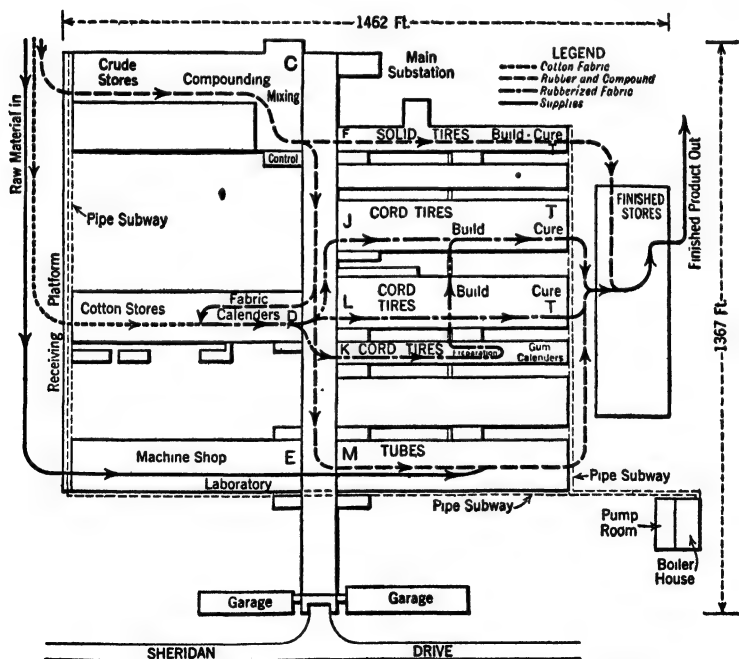 1462 Ft.
LEGEND
Cotton Fabric
Rubber and Compound
Rubberized Fabric
Supplies
Crude
Stores
Compounding
Mixing
C
Main
Substation
Raw Material in
F SOLID TIRES Build-Cure
T
Control
Pipe Subway
J
CORD TIRES
T
Build
Cure
FINISHED
STORES
Finished Product Out
1367 Ft.
Receiving Platform
Cotton Stores
Fabric
Calenders
D
L
CORD
TIRES
Build
Cure
T
K CORD TIRES
Preparation
Gum
Calenders
Machine Shop
E
M
TUBES
Laboratory
Pipe Subway
Pipe Subway
Pump
Room
Boiler
House
Garage
Garage
SHERIDAN DRIVE